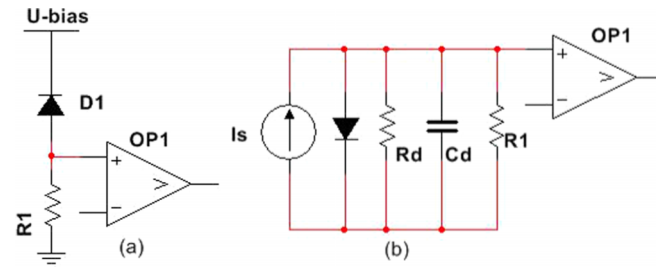 U-bias
D1
OP1
+
−
R1
(a)
OP1
+
−
Is
Rd
Cd
R1
(b)